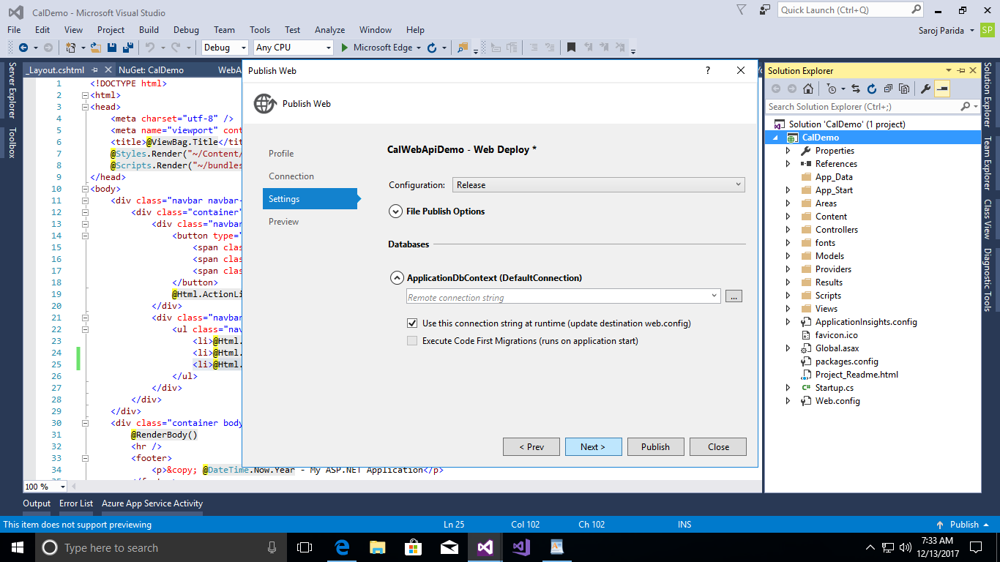 CalDemo - Microsoft Visual Studio
Quick Launch (Ctrl+Q)
File Edit View Project Build Debug Team Tools Test Analyze Window Help
Saroj Parida SP
Debug Any CPU Microsoft Edge
Server Explorer
Toolbox
_Layout.cshtml NuGet: CalDemo WebA
1 <!DOCTYPE html>
2 <html>
3 <head>
4 <meta charset="utf-8" />
5 <meta name="viewport" cont
6 <title>@ViewBag.Title</tit
7 @Styles.Render("~/Content/
8 @Scripts.Render("~/bundles
9 </head>
10 <body>
11 <div class="navbar navbar-
12 <div class="container"
13 <div class="navbar
14 <button type="
15 <span clas
16 <span clas
17 <span clas
18 </button>
19 @Html.ActionLi
20 </div>
21 <div class="navbar
22 <ul class="nav
23 <li>@Html.
24 <li>@Html.
25 <li>@Html.
26 </ul>
27 </div>
28 </div>
29 </div>
30 <div class="container body
31 @RenderBody()
32 <hr />
33 <footer>
34 <p>&copy; @DateTime.Now.Year - My ASP.NET Application</p>
100 %
Publish Web ?
Publish Web
Profile
Connection
Settings
Preview
CalWebApiDemo - Web Deploy *
Configuration: Release
File Publish Options
Databases
ApplicationDbContext (DefaultConnection)
Remote connection string ...
Use this connection string at runtime (update destination web.config)
Execute Code First Migrations (runs on application start)
< Prev Next > Publish Close
Solution Explorer
Search Solution Explorer (Ctrl+;)
Solution 'CalDemo' (1 project)
CalDemo
Properties
References
App_Data
App_Start
Areas
Content
Controllers
fonts
Models
Providers
Results
Scripts
Views
ApplicationInsights.config
favicon.ico
Global.asax
packages.config
Project_Readme.html
C# Startup.cs
Web.config
Solution Explorer
Team Explorer
Class View
Diagnostic Tools
Output Error List Azure App Service Activity
This item does not support previewing Ln 25 Col 102 Ch 102 INS Publish
Type here to search
7:33 AM
12/13/2017